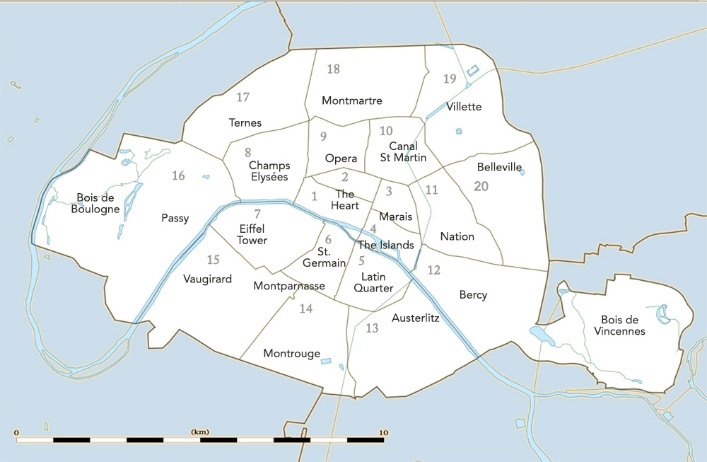 18
Montmartre
19
Villette
17
Ternes
9
Opera
10
Canal
St Martin
8
Champs
Elysées
Belleville
16
Bois de
Boulogne
Passy
2
The
Heart
1
3
Marais
11
20
Nation
7
Eiffel
Tower
4
The Islands
6
St.
Germain
5
Latin
Quarter
15
Vaugirard
Montparnasse
12
Bercy
14
Montrouge
13
Austerlitz
Bois de
Vincennes
0 (km) 10